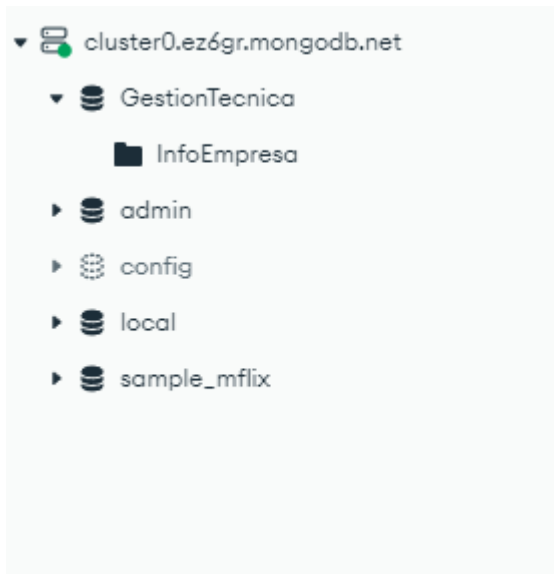 cluster0.ez6gr.mongodb.net
GestionTecnica
InfoEmpresa
admin
config
local
sample_mflix